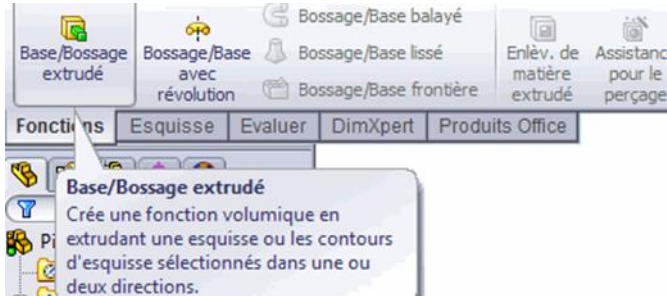 Base/Bossage extrudé
Bossage/Base avec révolution
Bossage/Base balayé
Bossage/Base lissé
Bossage/Base frontière
Enlèv. de matière extrudé
Assistanc pour le perçage
Fonctions
Esquisse
Evaluer
DimXpert
Produits Office
Base/Bossage extrudé
Crée une fonction volumique en
extrudant une esquisse ou les contours
d'esquisse sélectionnés dans une ou
deux directions.